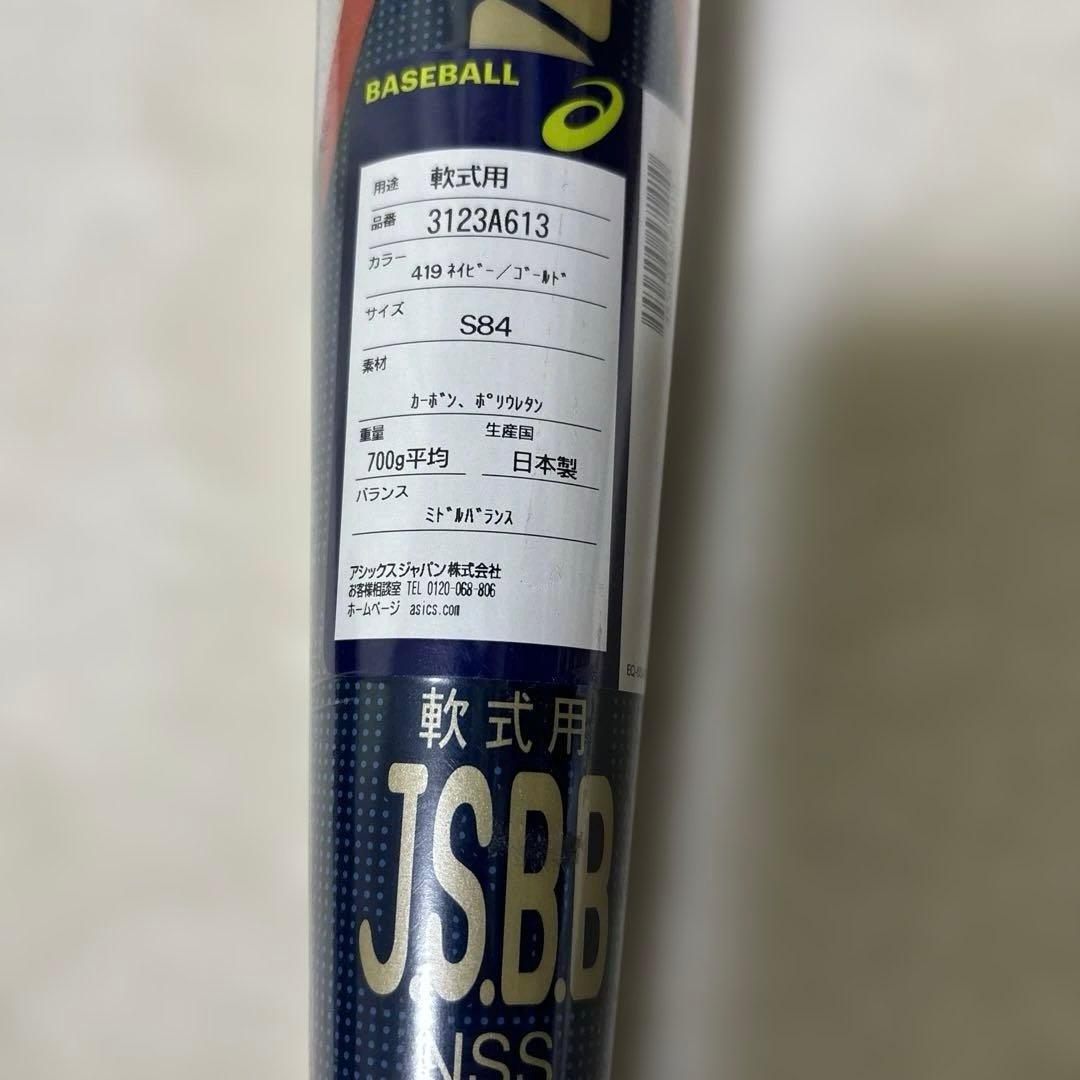 BASEBALL
用途 軟式用
品番 3123A613
カラー 419 ﾈｲﾋﾞｰ／ｺﾞｰﾙﾄﾞ
サイズ S84
素材
ｶｰﾎﾞﾝ、ﾎﾟﾘｳﾚﾀﾝ
重量 生産国
700g平均 日本製
バランス
ﾐﾄﾞﾙﾊﾞﾗﾝｽ
アシックスジャパン株式会社
お客様相談室 TEL 0120-068-806
ホームページ asics.com
軟式用
J.S.B.B
NSS